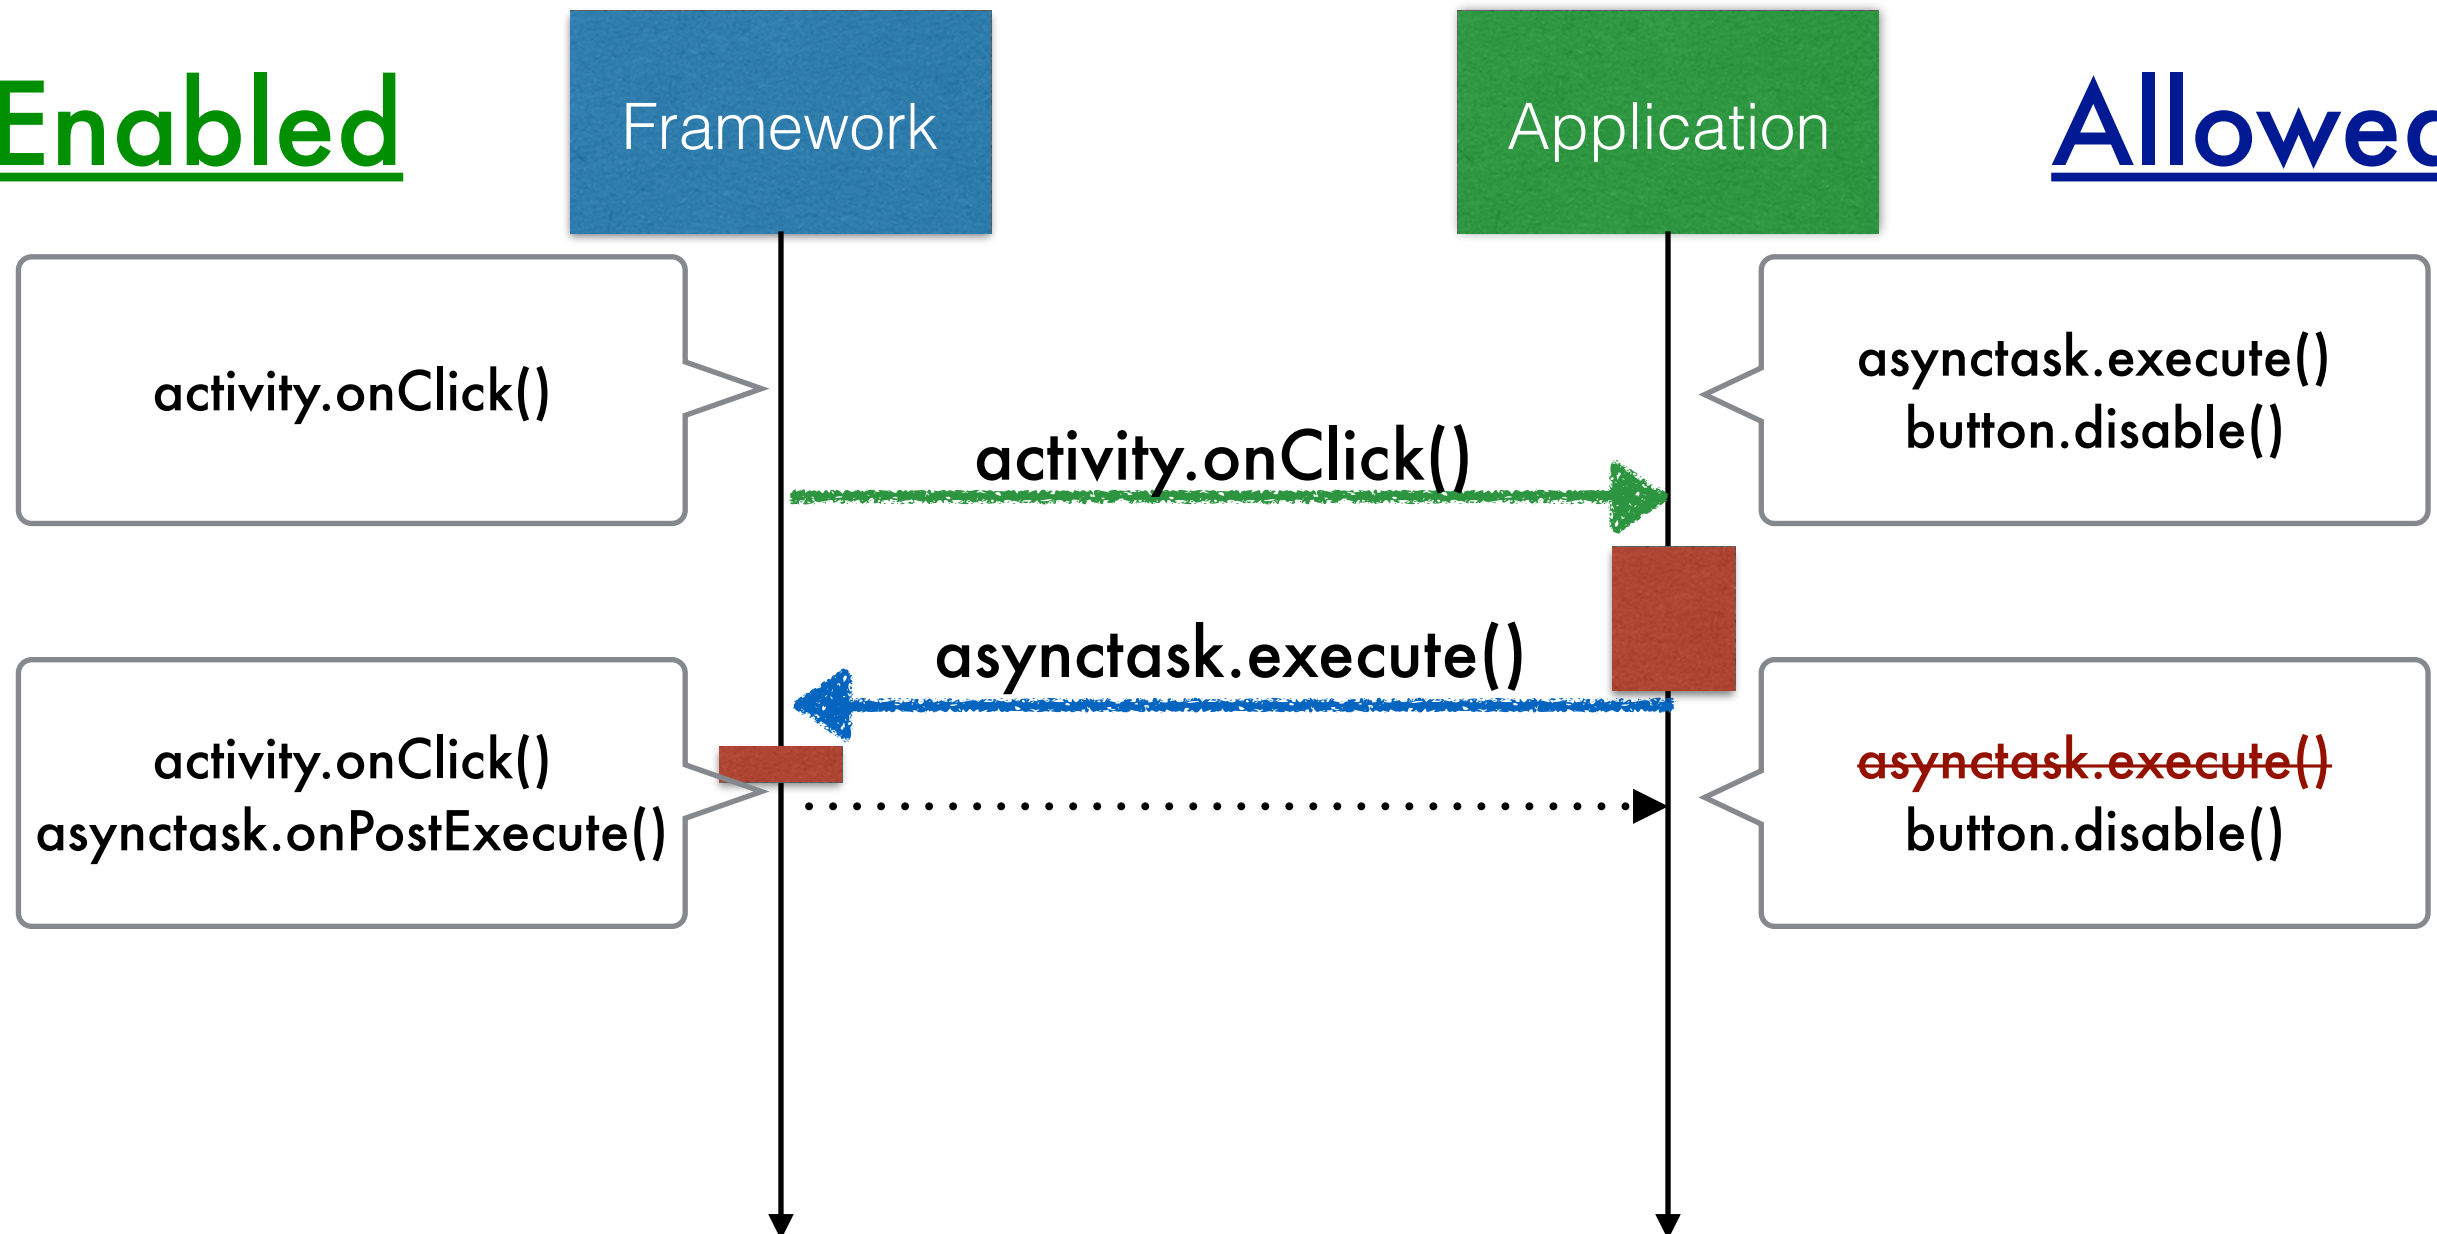 Enabled
Framework
Application
Allowed
activity.onClick()
asynctask.execute()
button.disable()
activity.onClick()
asynctask.execute()
activity.onClick()
asynctask.onPostExecute()
asynctask.execute()
button.disable()